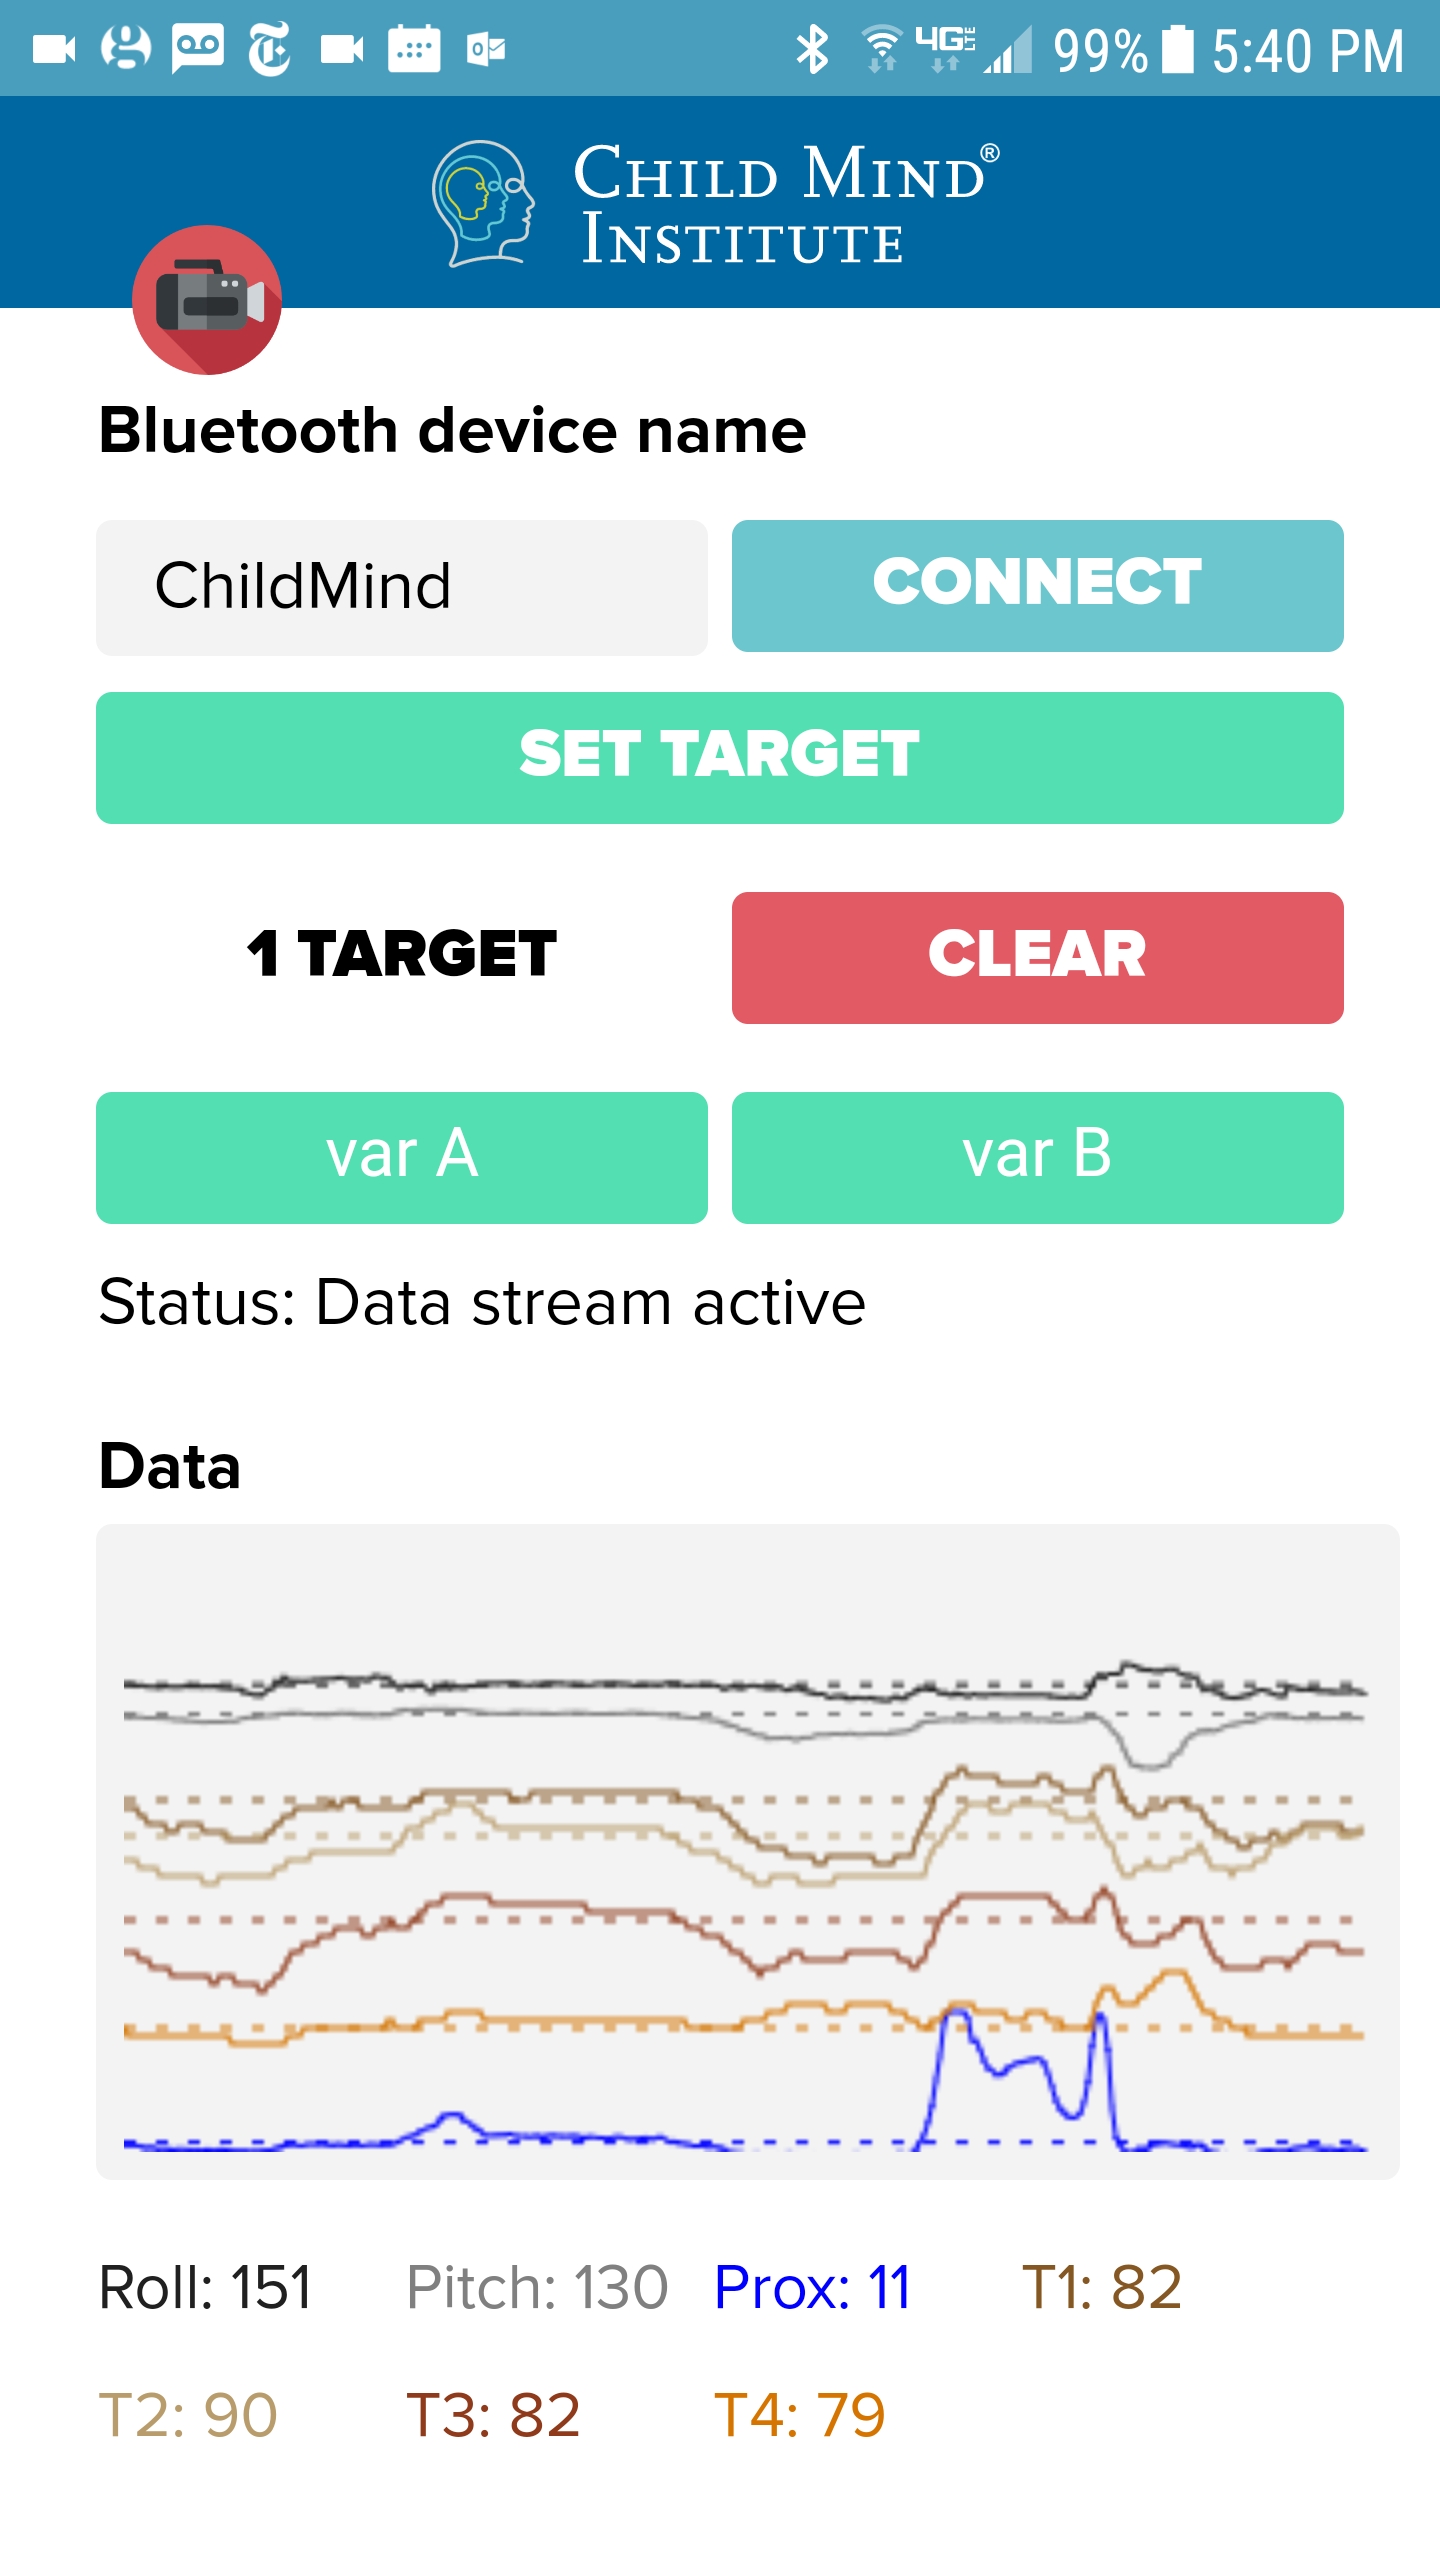 4G LTE 99% 5:40 PM
CHILD MIND®
INSTITUTE
Bluetooth device name
ChildMind CONNECT
SET TARGET
1 TARGET CLEAR
var A var B
Status: Data stream active
Data
Roll: 151 Pitch: 130 Prox: 11 T1: 82
T2: 90 T3: 82 T4: 79